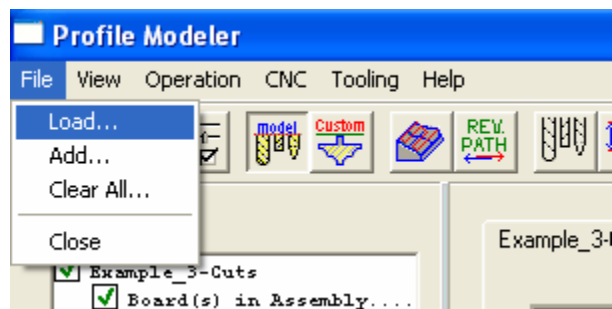 Profile Modeler
File View Operation CNC Tooling Help
Load...
Add...
Clear All...
Close
model
Custom
REV.
PATH
Example_3-
Example_3-Cuts
Board(s) in Assembly....